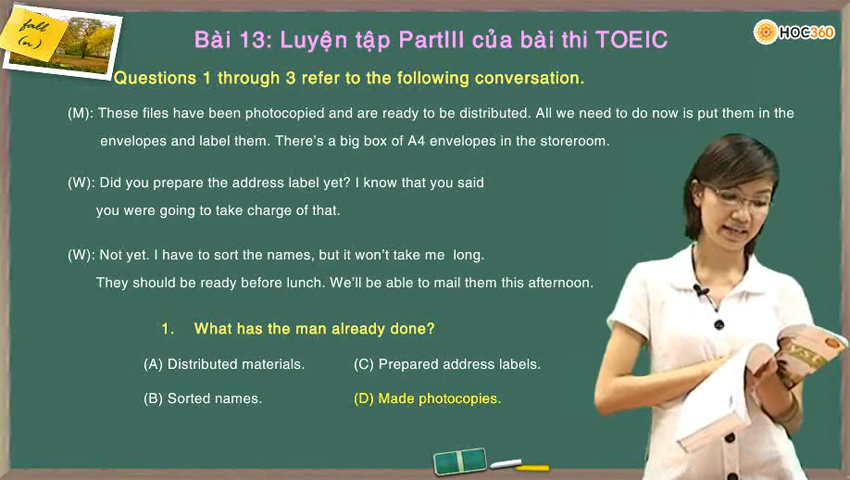 fall
(n)
Bài 13: Luyện tập PartIII của bài thi TOEIC
HOC360
Questions 1 through 3 refer to the following conversation.
(M): These files have been photocopied and are ready to be distributed. All we need to do now is put them in the
envelopes and label them. There's a big box of A4 envelopes in the storeroom.
(W): Did you prepare the address label yet? I know that you said
you were going to take charge of that.
(W): Not yet. I have to sort the names, but it won't take me long.
They should be ready before lunch. We'll be able to mail them this afternoon.
1. What has the man already done?
(A) Distributed materials. (C) Prepared address labels.
(B) Sorted names. (D) Made photocopies.